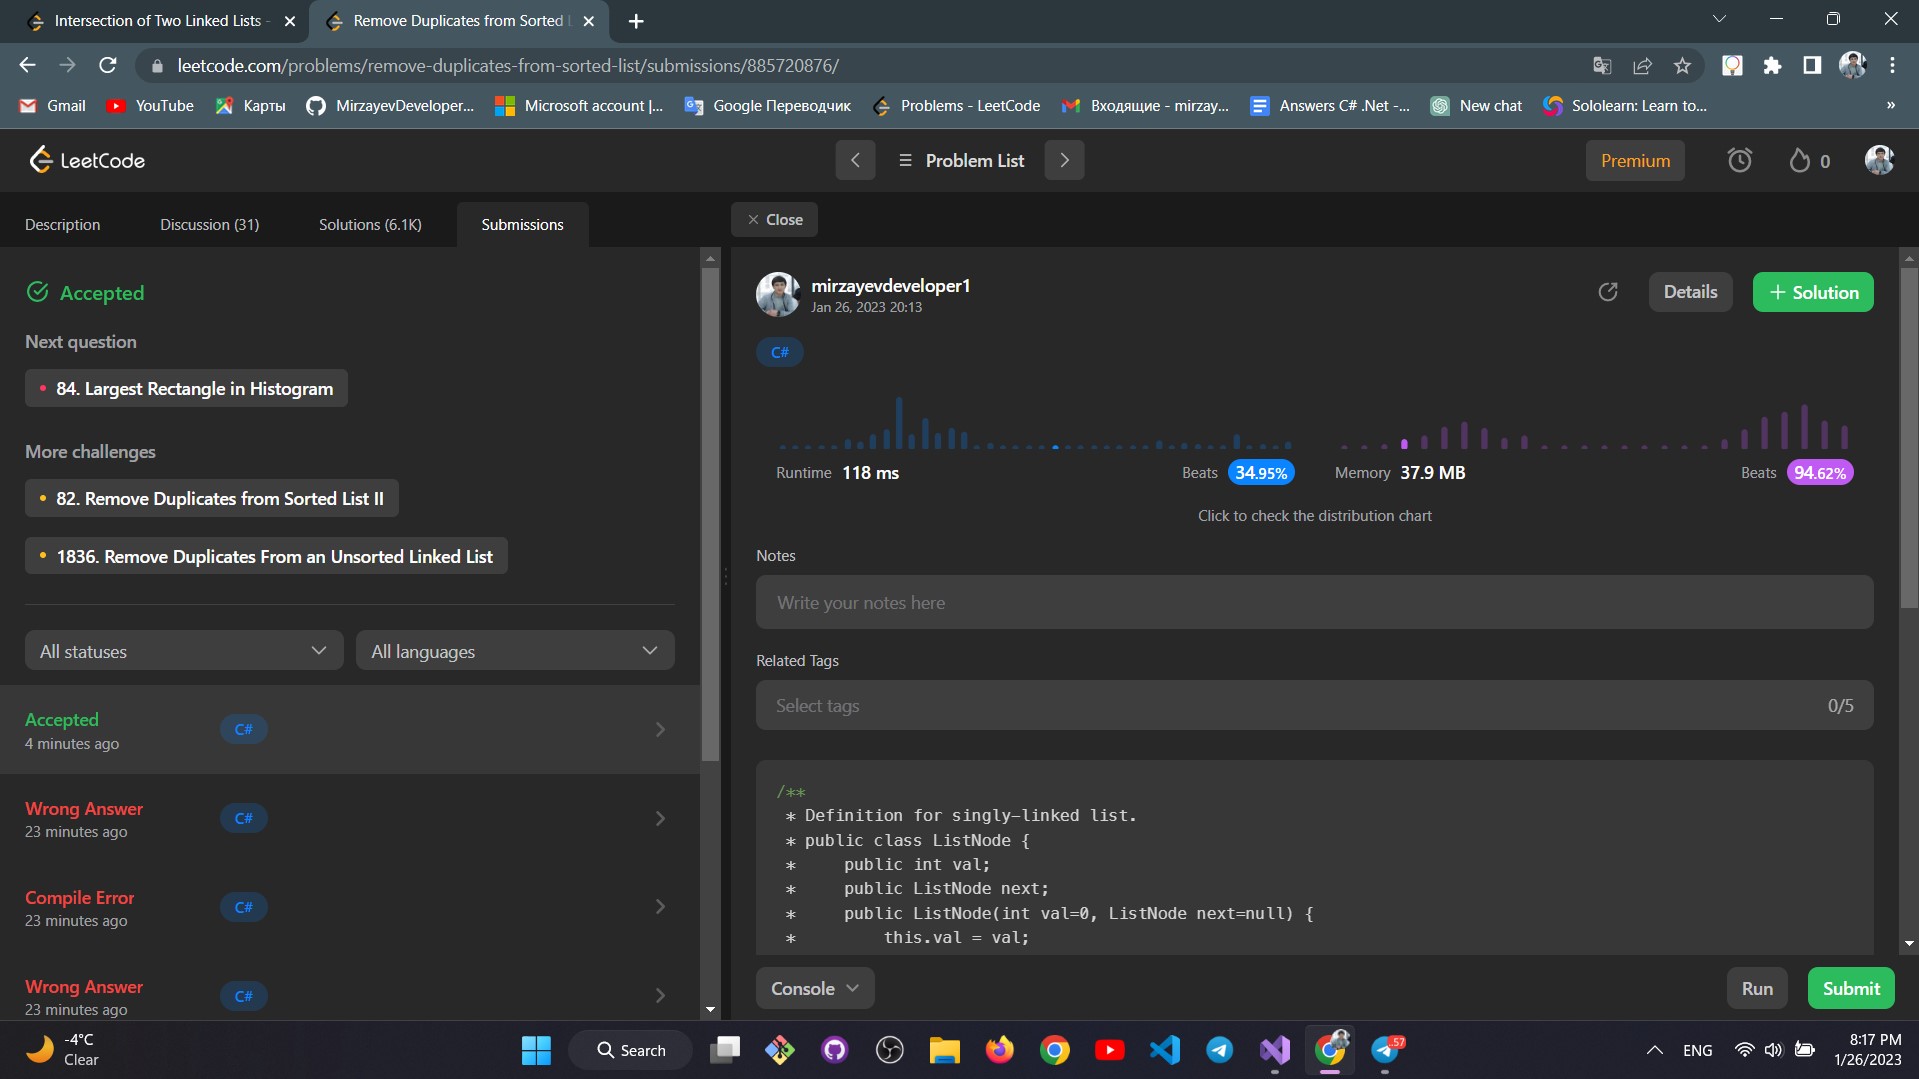 Intersection of Two Linked Lists -
Remove Duplicates from Sorted L
leetcode.com/problems/remove-duplicates-from-sorted-list/submissions/885720876/
Gmail
YouTube
Карты
MirzayevDeveloper...
Microsoft account |...
Google Переводчик
Problems - LeetCode
Входящие - mirzay...
Answers C# .Net -...
New chat
Sololearn: Learn to...
»
LeetCode
Problem List
Premium
0
Description
Discussion (31)
Solutions (6.1K)
Submissions
Close
Accepted
Next question
84. Largest Rectangle in Histogram
More challenges
82. Remove Duplicates from Sorted List II
1836. Remove Duplicates From an Unsorted Linked List
All statuses
All languages
Accepted
4 minutes ago
C#
Wrong Answer
23 minutes ago
C#
Compile Error
23 minutes ago
C#
Wrong Answer
23 minutes ago
C#
mirzayevdeveloper1
Jan 26, 2023 20:13
Details
+ Solution
C#
Runtime 118 ms
Beats 34.95%
Memory 37.9 MB
Beats 94.62%
Click to check the distribution chart
Notes
Write your notes here
Related Tags
Select tags
0/5
/**
* Definition for singly-linked list.
* public class ListNode {
*     public int val;
*     public ListNode next;
*     public ListNode(int val=0, ListNode next=null) {
*         this.val = val;
Console
Run
Submit
-4°C
Clear
Search
..57
ENG
8:17 PM
1/26/2023